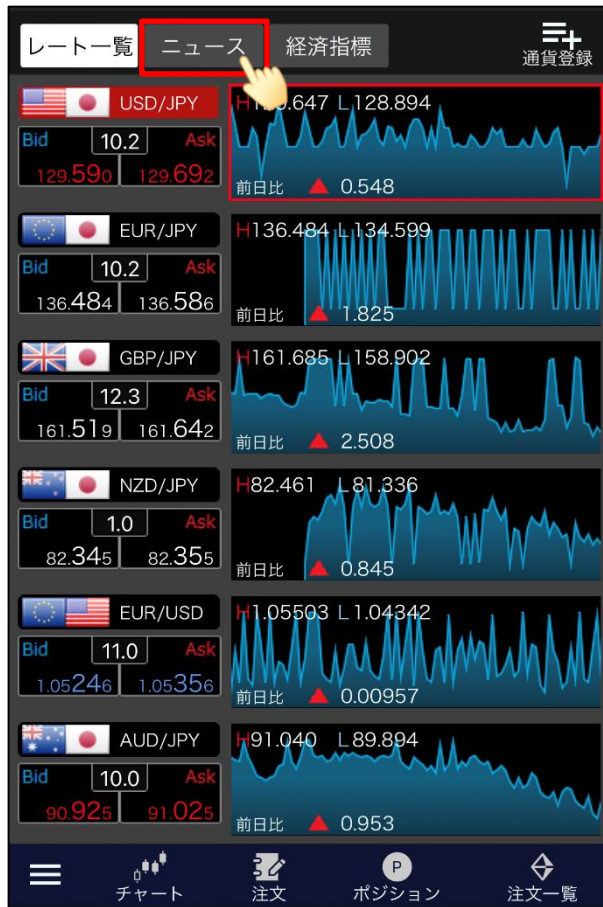 レート一覧 ニュース 経済指標 通貨登録
USD/JPY
L128.894
Bid 10.2 Ask
129.590 129.692
前日比 ▲ 0.548
EUR/JPY
H136.484 L134.599
Bid 10.2 Ask
136.484 136.586
前日比 ▲ 1.825
GBP/JPY
H161.685 L158.902
Bid 12.3 Ask
161.519 161.642
前日比 ▲ 2.508
NZD/JPY
H82.461 L81.336
Bid 1.0 Ask
82.345 82.355
前日比 ▲ 0.845
EUR/USD
H1.05503 L1.04342
Bid 11.0 Ask
1.05246 1.05356
前日比 ▲ 0.00957
AUD/JPY
H91.040 L89.894
Bid 10.0 Ask
90.925 91.025
前日比 ▲ 0.953
チャート 注文 P ポジション 注文一覧